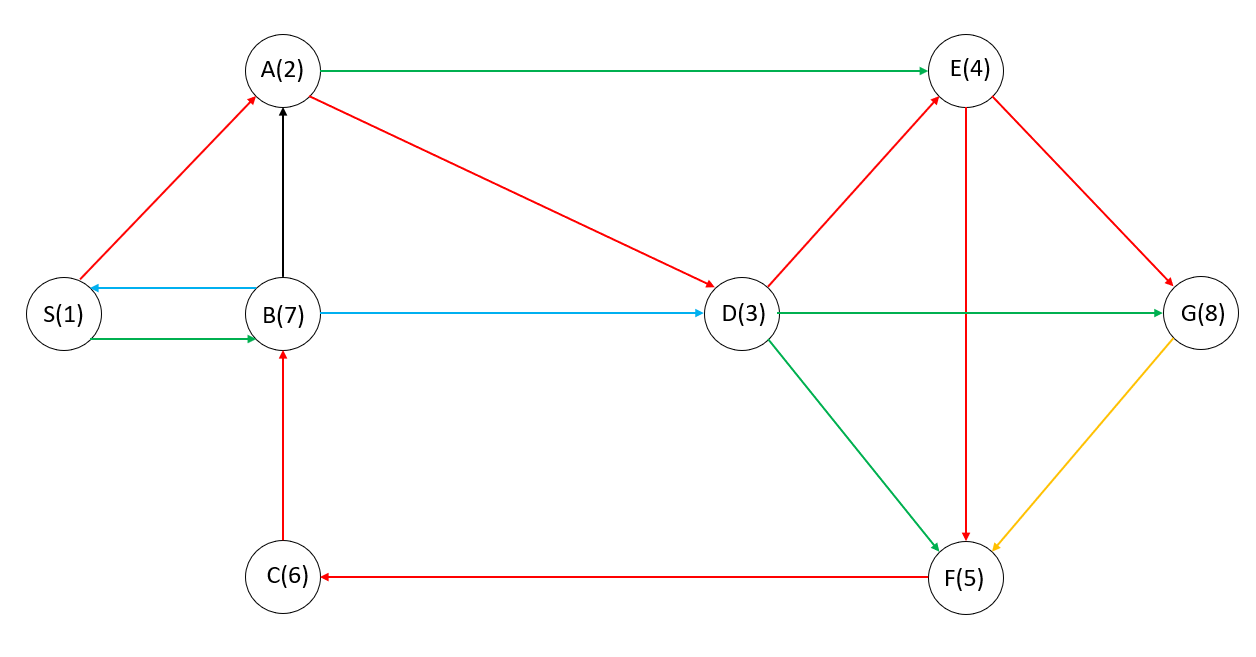 A(2)
E(4)
S(1)
B(7)
D(3)
G(8)
C(6)
F(5)